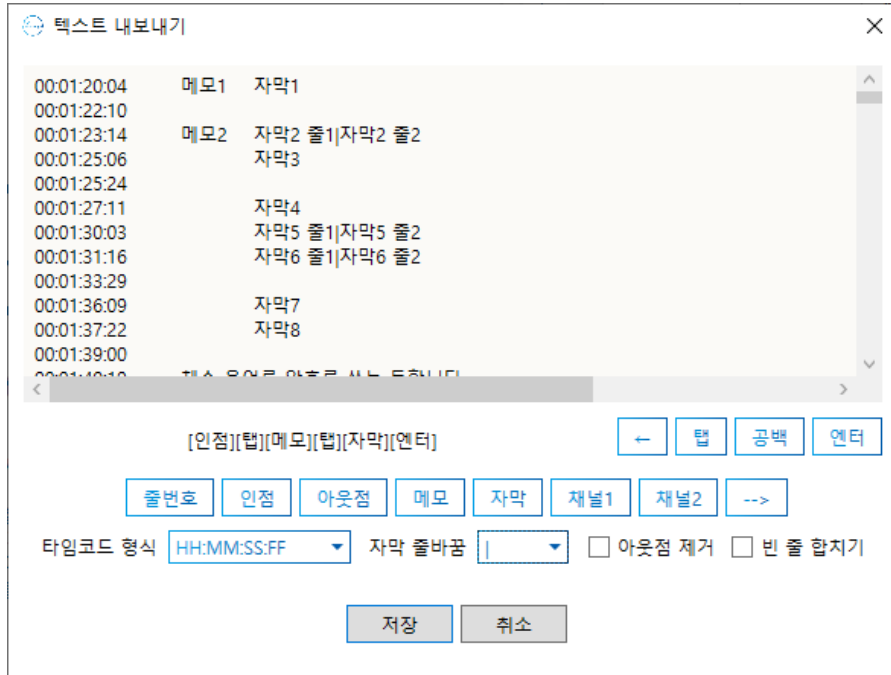 텍스트 내보내기
00:01:20:04 메모1 자막1
00:01:22:10
00:01:23:14 메모2 자막2 줄1|자막2 줄2
00:01:25:06 자막3
00:01:25:24
00:01:27:11 자막4
00:01:30:03 자막5 줄1|자막5 줄2
00:01:31:16 자막6 줄1|자막6 줄2
00:01:33:29
00:01:36:09 자막7
00:01:37:22 자막8
00:01:39:00
[인점][탭][메모][탭][자막][엔터]
← 탭 공백 엔터
줄번호 인점 아웃점 메모 자막 채널1 채널2 -->
타임코드 형식 HH:MM:SS:FF 자막 줄바꿈 | 아웃점 제거 빈 줄 합치기
저장 취소